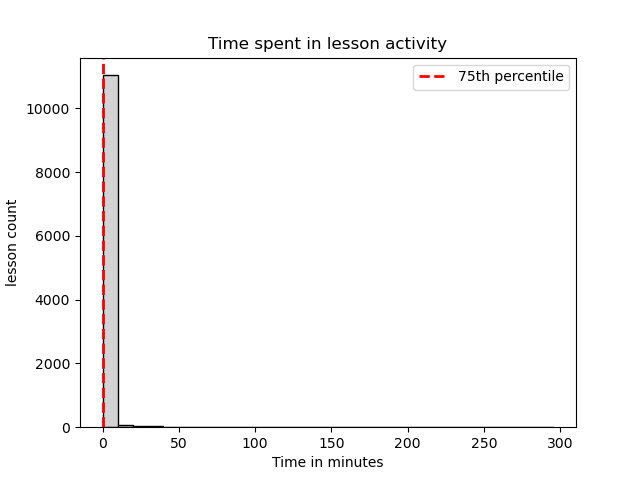 Time spent in lesson activity
75th percentile
lesson count
10000
8000
6000
4000
2000
0
0 50 100 150 200 250 300
Time in minutes